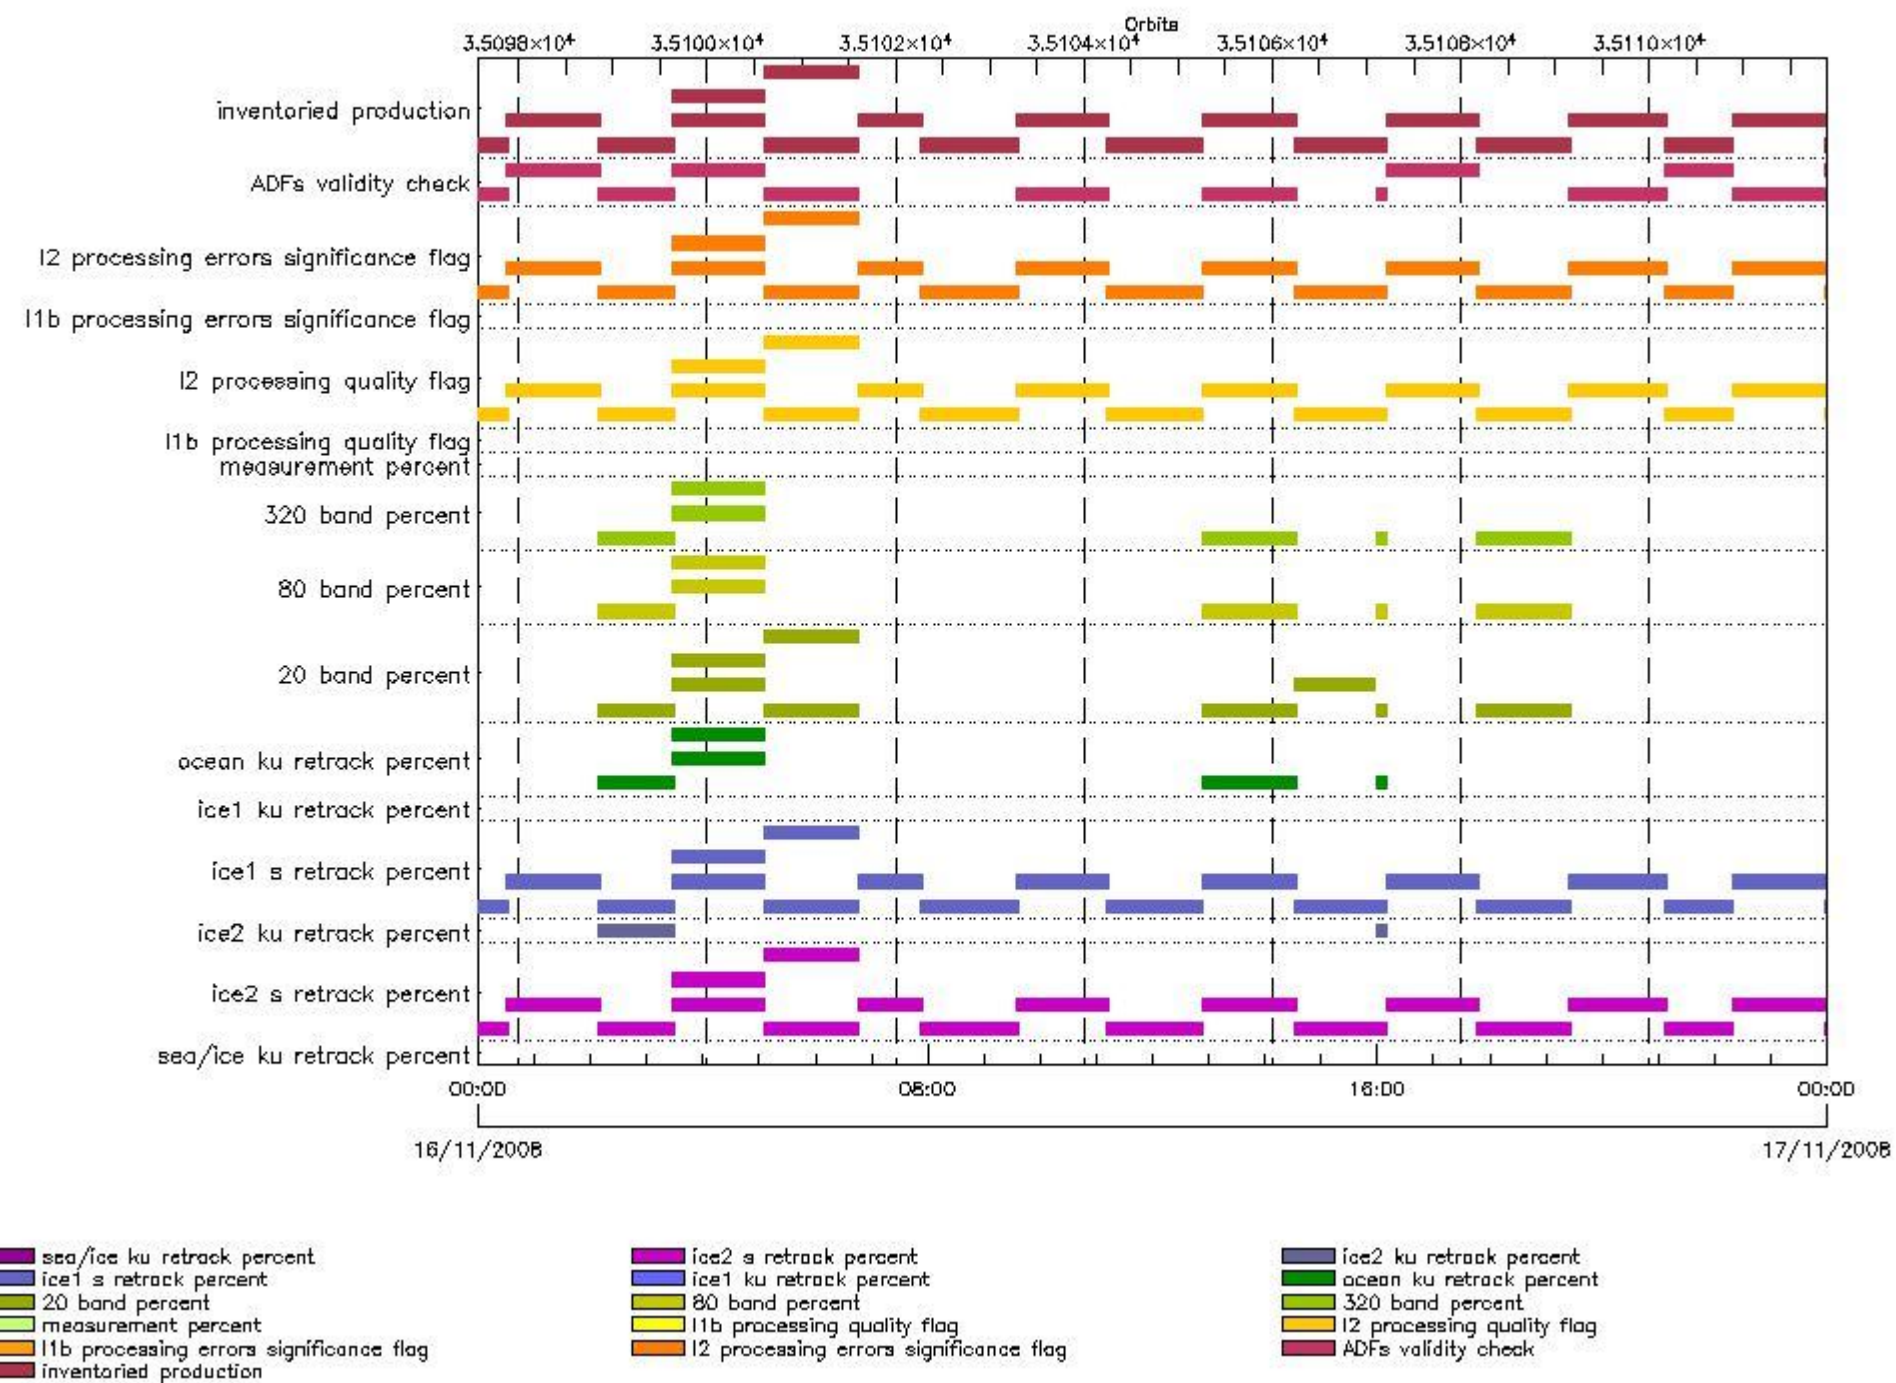 Orbits
3.5098×10⁴ 3.5100×10⁴ 3.5102×10⁴ 3.5104×10⁴ 3.5106×10⁴ 3.5108×10⁴ 3.5110×10⁴
inventoried production
ADFs validity check
l2 processing errors significance flag
l1b processing errors significance flag
l2 processing quality flag
l1b processing quality flag
measurement percent
320 band percent
80 band percent
20 band percent
ocean ku retrack percent
ice1 ku retrack percent
ice1 s retrack percent
ice2 ku retrack percent
ice2 s retrack percent
sea/ice ku retrack percent
00:00 08:00 16:00 00:00
16/11/2008 17/11/2008
sea/ice ku retrack percent ice2 s retrack percent ice2 ku retrack percent
ice1 s retrack percent ice1 ku retrack percent ocean ku retrack percent
20 band percent 80 band percent 320 band percent
measurement percent l1b processing quality flag l2 processing quality flag
l1b processing errors significance flag l2 processing errors significance flag ADFs validity check
inventoried production